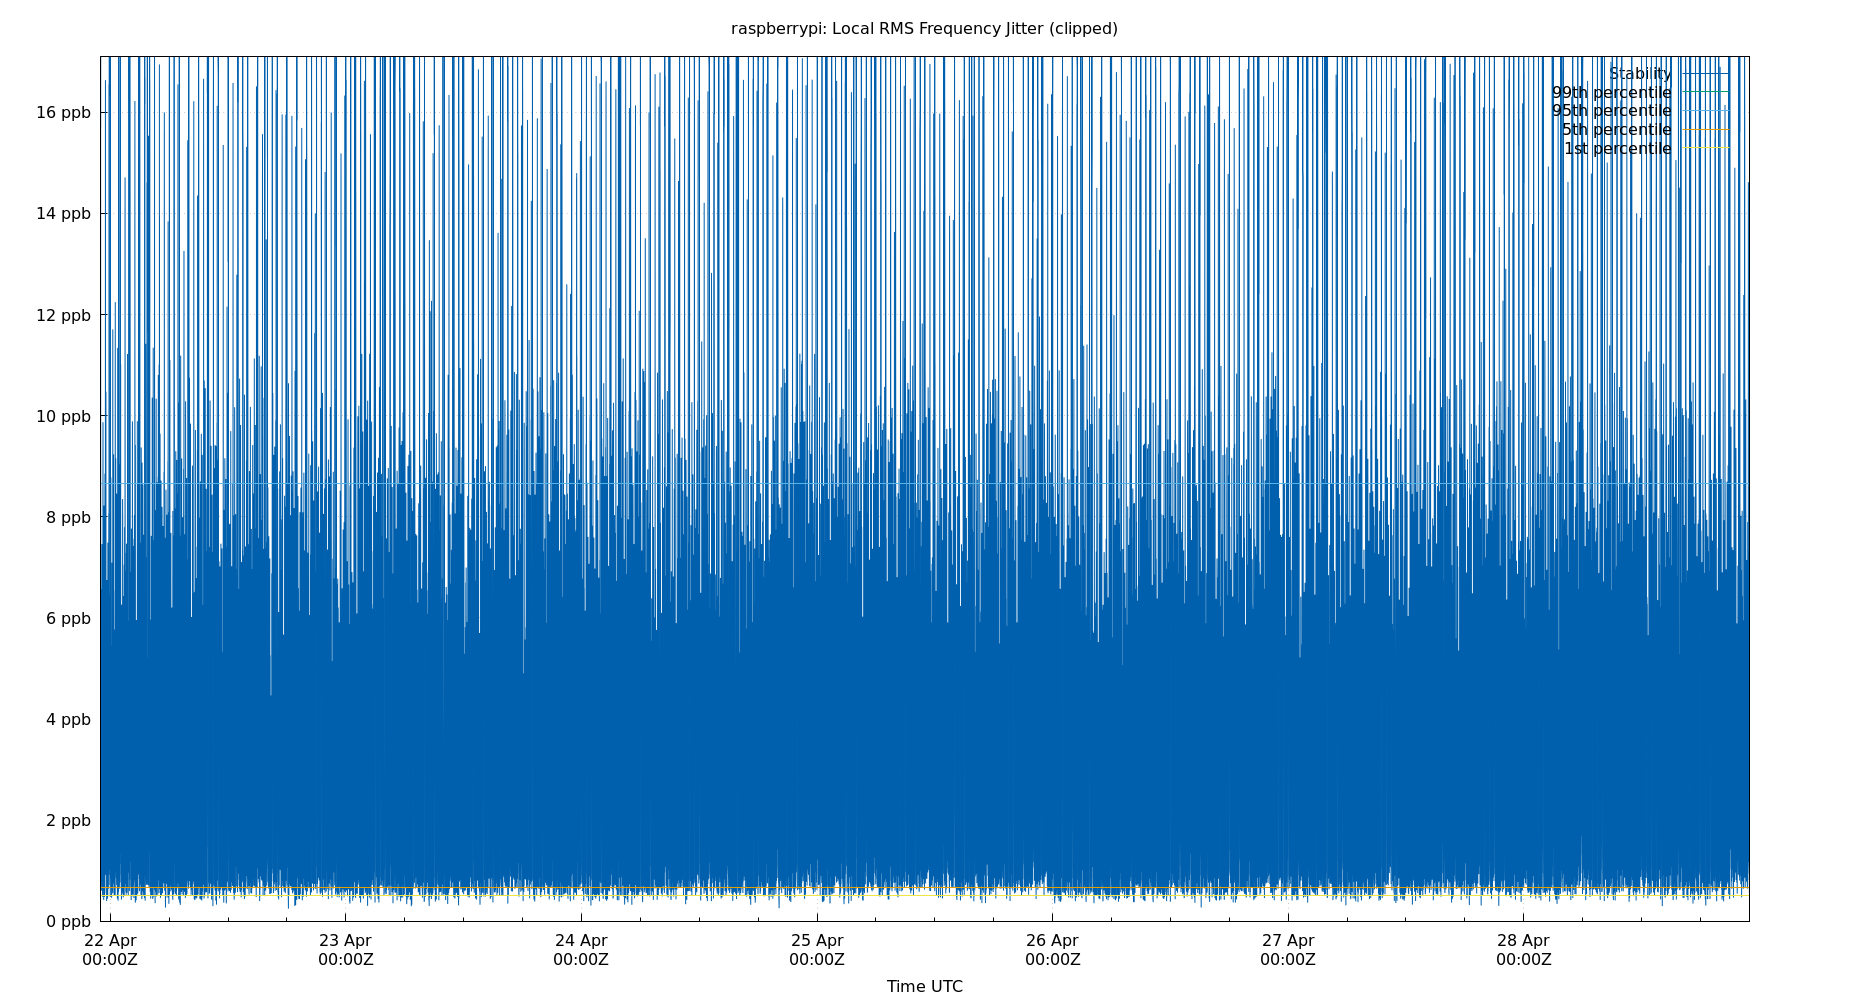 raspberrypi: Local RMS Frequency Jitter (clipped)
Stability
99th percentile
95th percentile
5th percentile
1st percentile
16 ppb
14 ppb
12 ppb
10 ppb
8 ppb
6 ppb
4 ppb
2 ppb
0 ppb
22 Apr 23 Apr 24 Apr 25 Apr 26 Apr 27 Apr 28 Apr
00:00Z 00:00Z 00:00Z 00:00Z 00:00Z 00:00Z 00:00Z
Time UTC